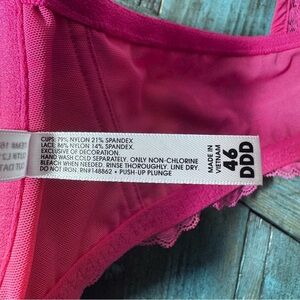 CUPS: 79% NYLON 21% SPANDEX
LACE: 86% NYLON 14% SPANDEX
EXCLUSIVE OF DECORATION
HAND WASH COLD SEPARATELY. ONLY NON-CHLORINE
BLEACH WHEN NEEDED. RINSE THOROUGHLY. LINE DRY.
DO NOT IRON. RN#148862 • PUSH-UP PLUNGE
MADE IN
VIETNAM
46
DDD